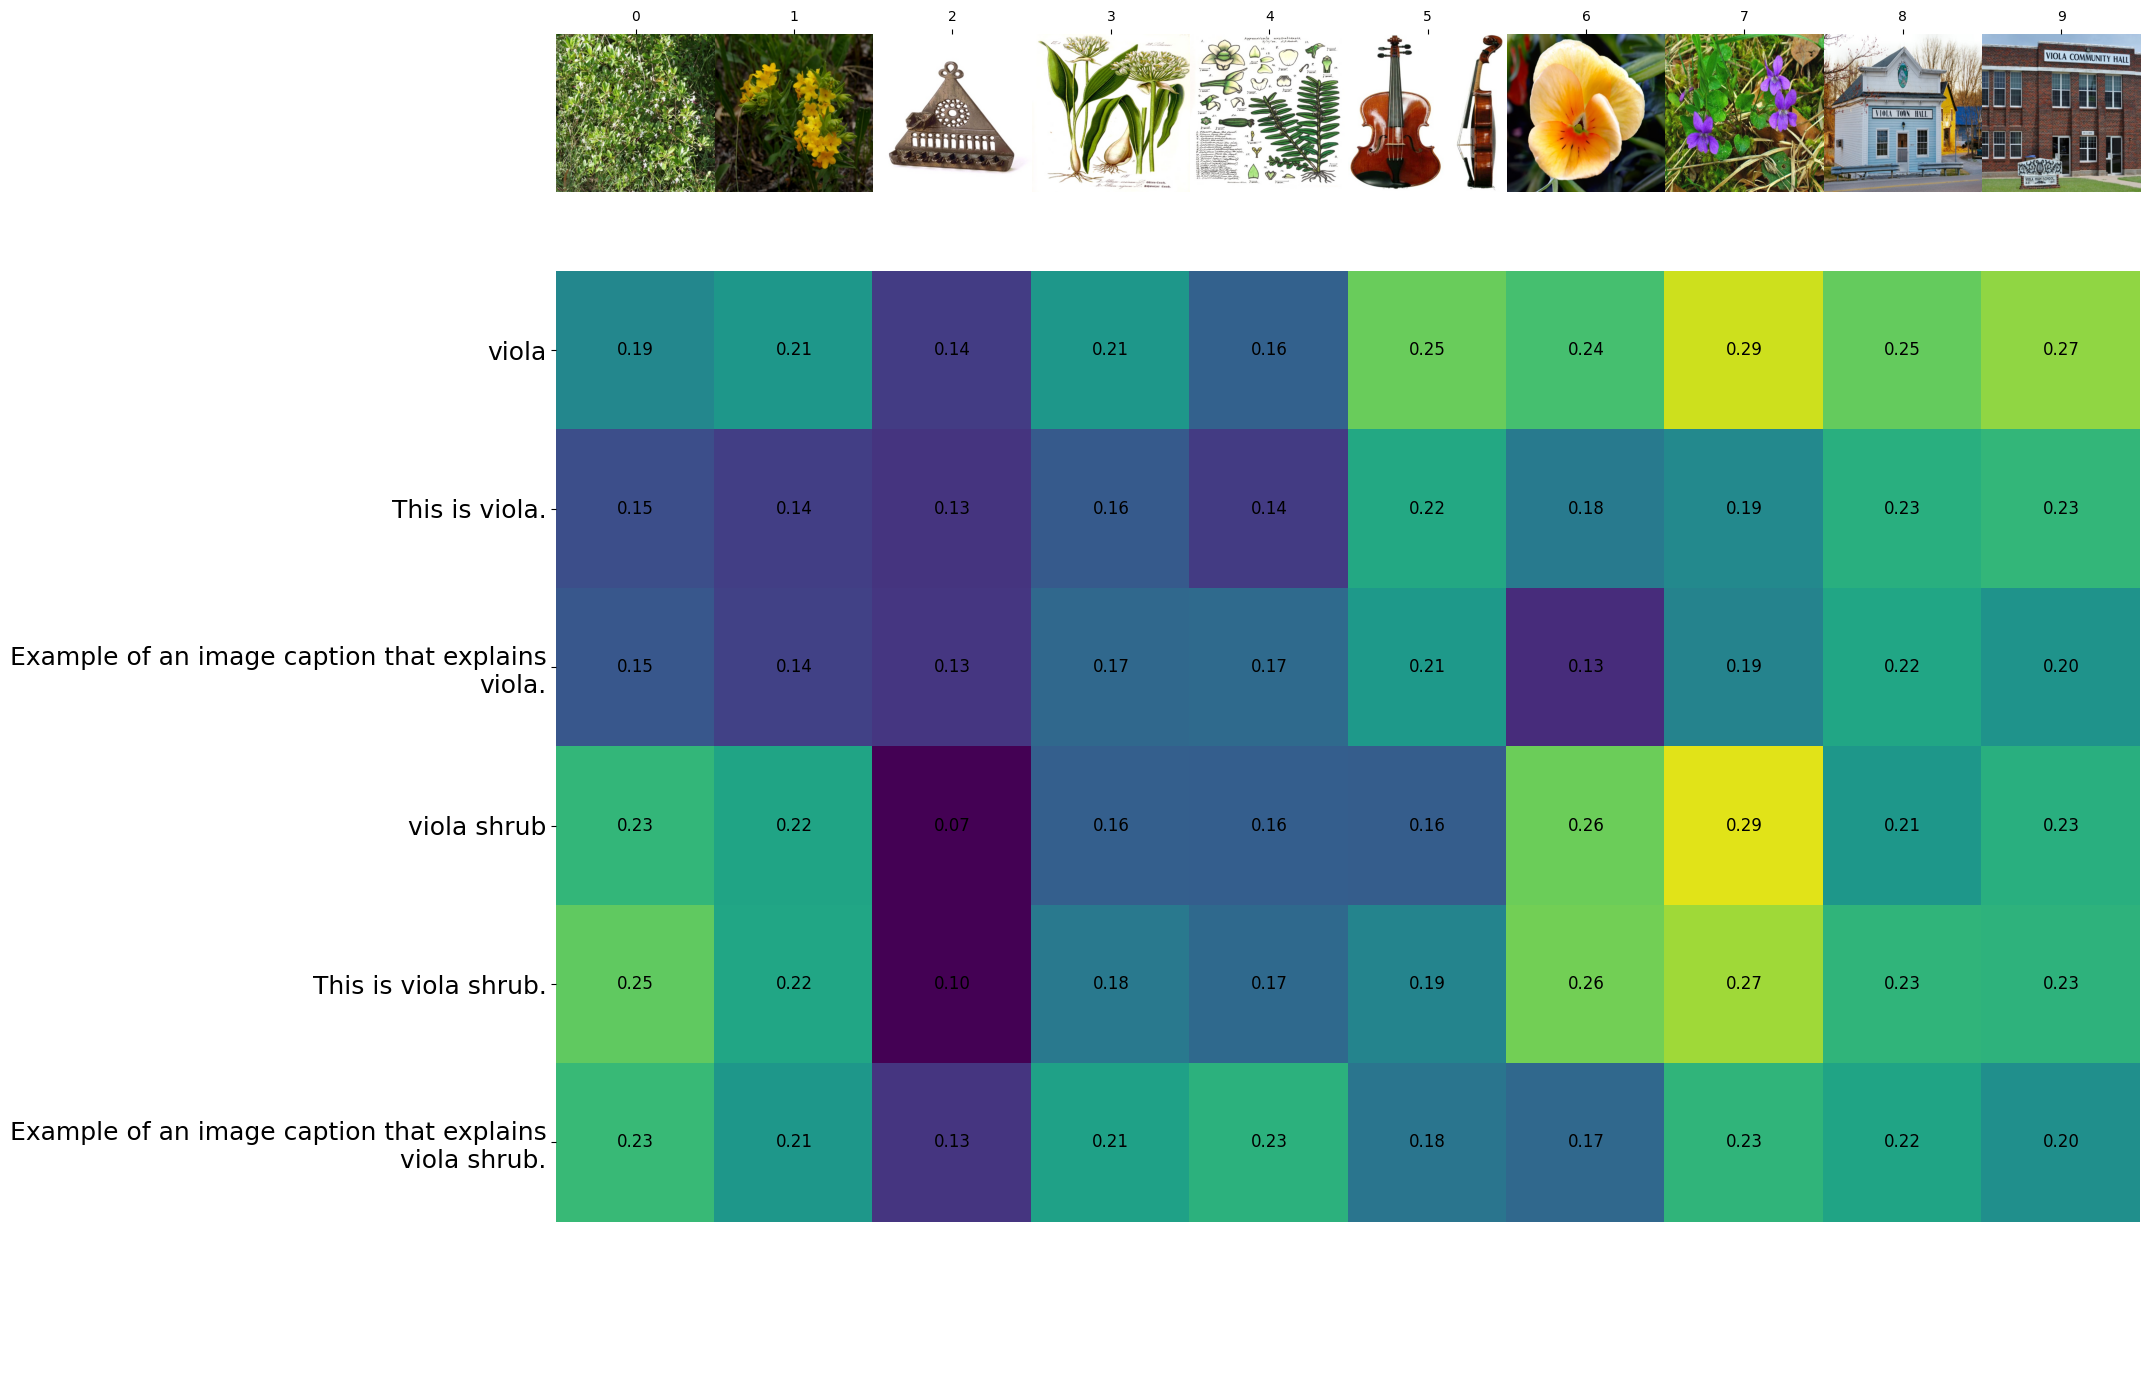 0 1 2 3 4 5 6 7 8 9
VIOLA TOWN HALL
VIOLA COMMUNITY HALL
viola 0.19 0.21 0.14 0.21 0.16 0.25 0.24 0.29 0.25 0.27
This is viola. 0.15 0.14 0.13 0.16 0.14 0.22 0.18 0.19 0.23 0.23
Example of an image caption that explains
viola. 0.15 0.14 0.13 0.17 0.17 0.21 0.13 0.19 0.22 0.20
viola shrub 0.23 0.22 0.07 0.16 0.16 0.16 0.26 0.29 0.21 0.23
This is viola shrub. 0.25 0.22 0.10 0.18 0.17 0.19 0.26 0.27 0.23 0.23
Example of an image caption that explains
viola shrub. 0.23 0.21 0.13 0.21 0.23 0.18 0.17 0.23 0.22 0.20